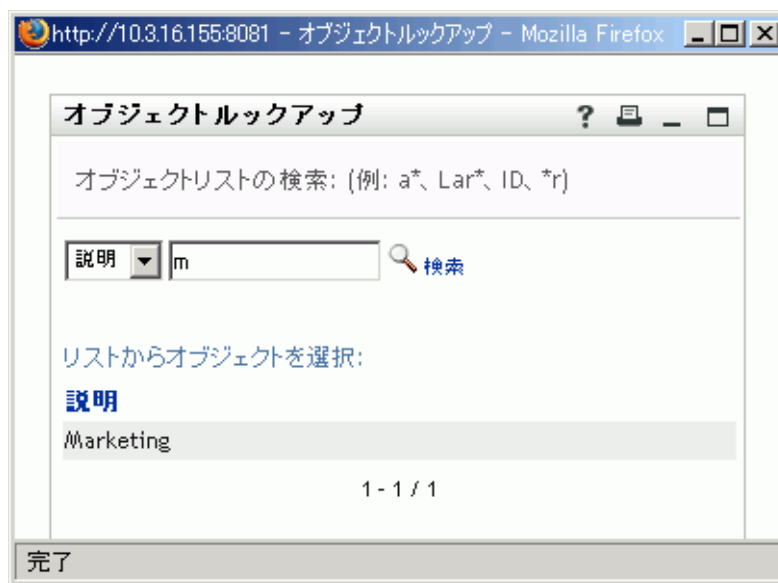 http://10.3.16.155:8081 - オブジェクトルックアップ - Mozilla Firefox
オブジェクトルックアップ
オブジェクトリストの検索: (例: a*、Lar*、ID、*r)
説明 m 検索
リストからオブジェクトを選択:
説明
Marketing
1 - 1 / 1
完了